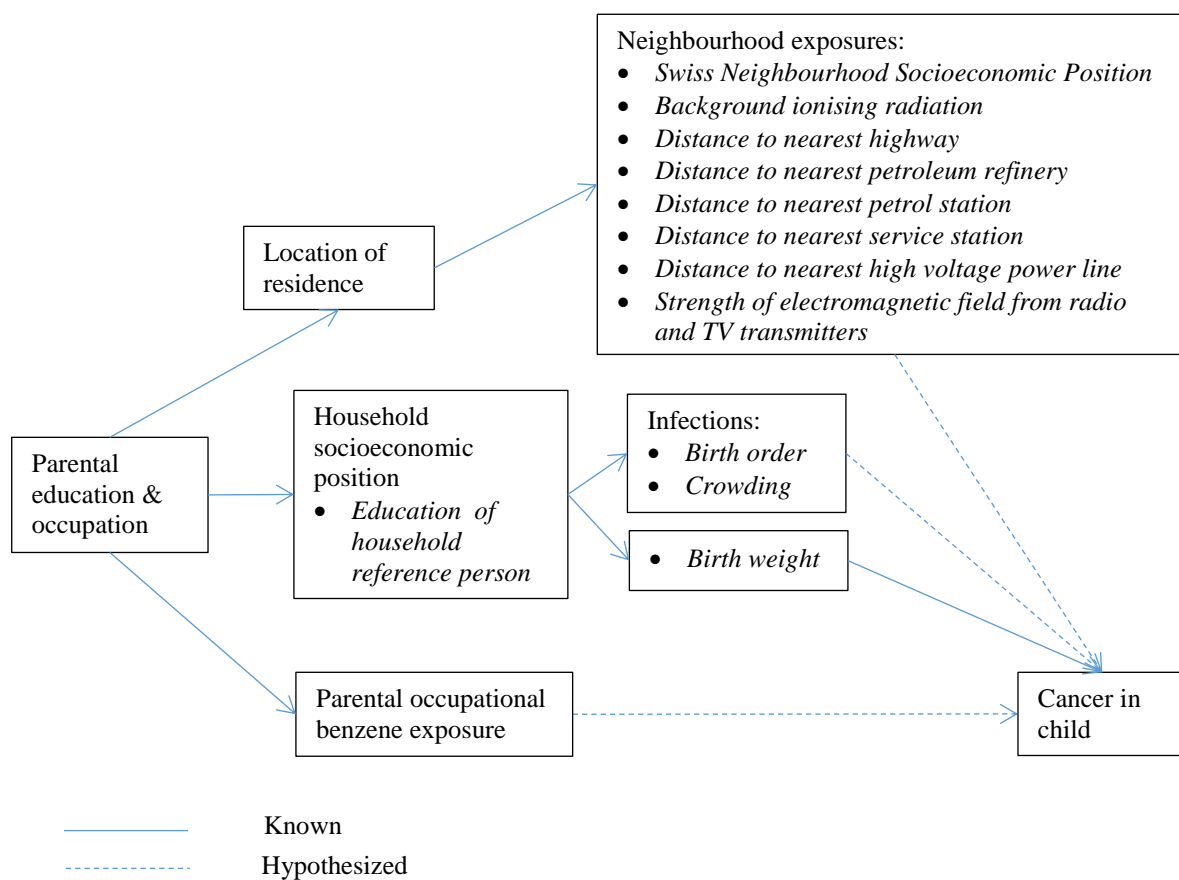 Neighbourhood exposures:
• Swiss Neighbourhood Socioeconomic Position
• Background ionising radiation
• Distance to nearest highway
• Distance to nearest petroleum refinery
• Distance to nearest petrol station
• Distance to nearest service station
• Distance to nearest high voltage power line
• Strength of electromagnetic field from radio
and TV transmitters
Location of
residence
Parental
education &
occupation
Household
socioeconomic
position
• Education of
household
reference person
Infections:
• Birth order
• Crowding
• Birth weight
Parental occupational
benzene exposure
Cancer in
child
Known
Hypothesized